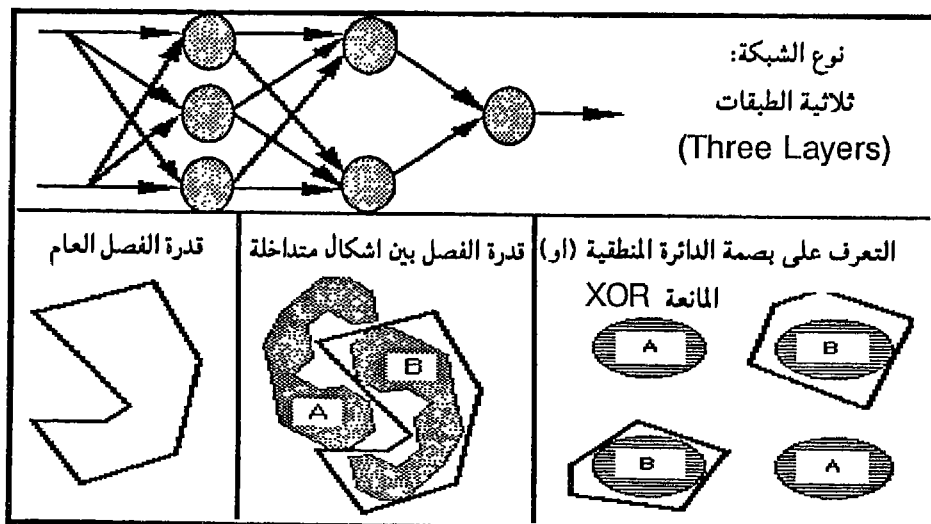 نوع الشبكة:
ثلاثية الطبقات
(Three Layers)
التعرف على بصمة الدائرة المنطقية (او)
المانعة XOR
A
B
B
A
قدرة الفصل بين اشكال متداخلة
B
A
قدرة الفصل العام